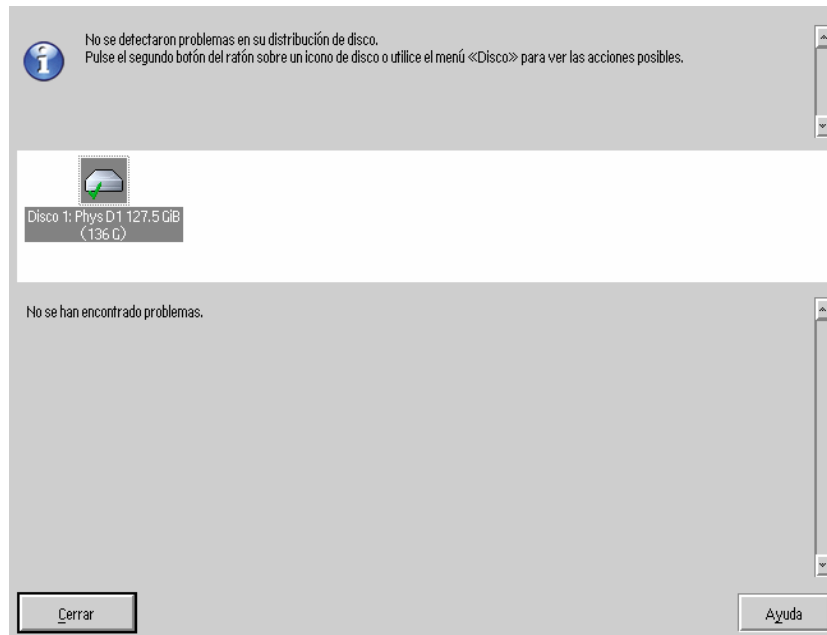 No se detectaron problemas en su distribución de disco.
Pulse el segundo botón del ratón sobre un icono de disco o utilice el menú «Disco» para ver las acciones posibles.
Disco 1: Phys D1 127.5 GiB
(136 G)
No se han encontrado problemas.
Cerrar
Ayuda